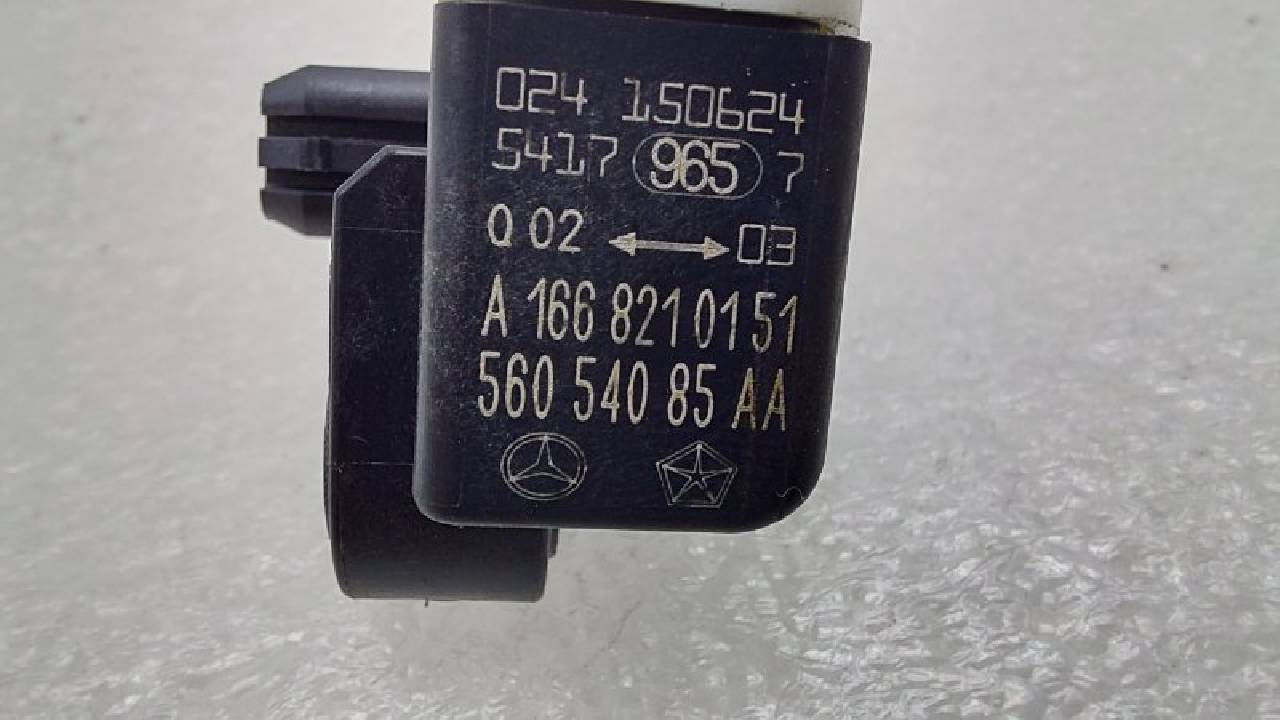 024 150624
5417 965 7
Q 02 ↔ 03
A 166 821 01 51
560 540 85 AA